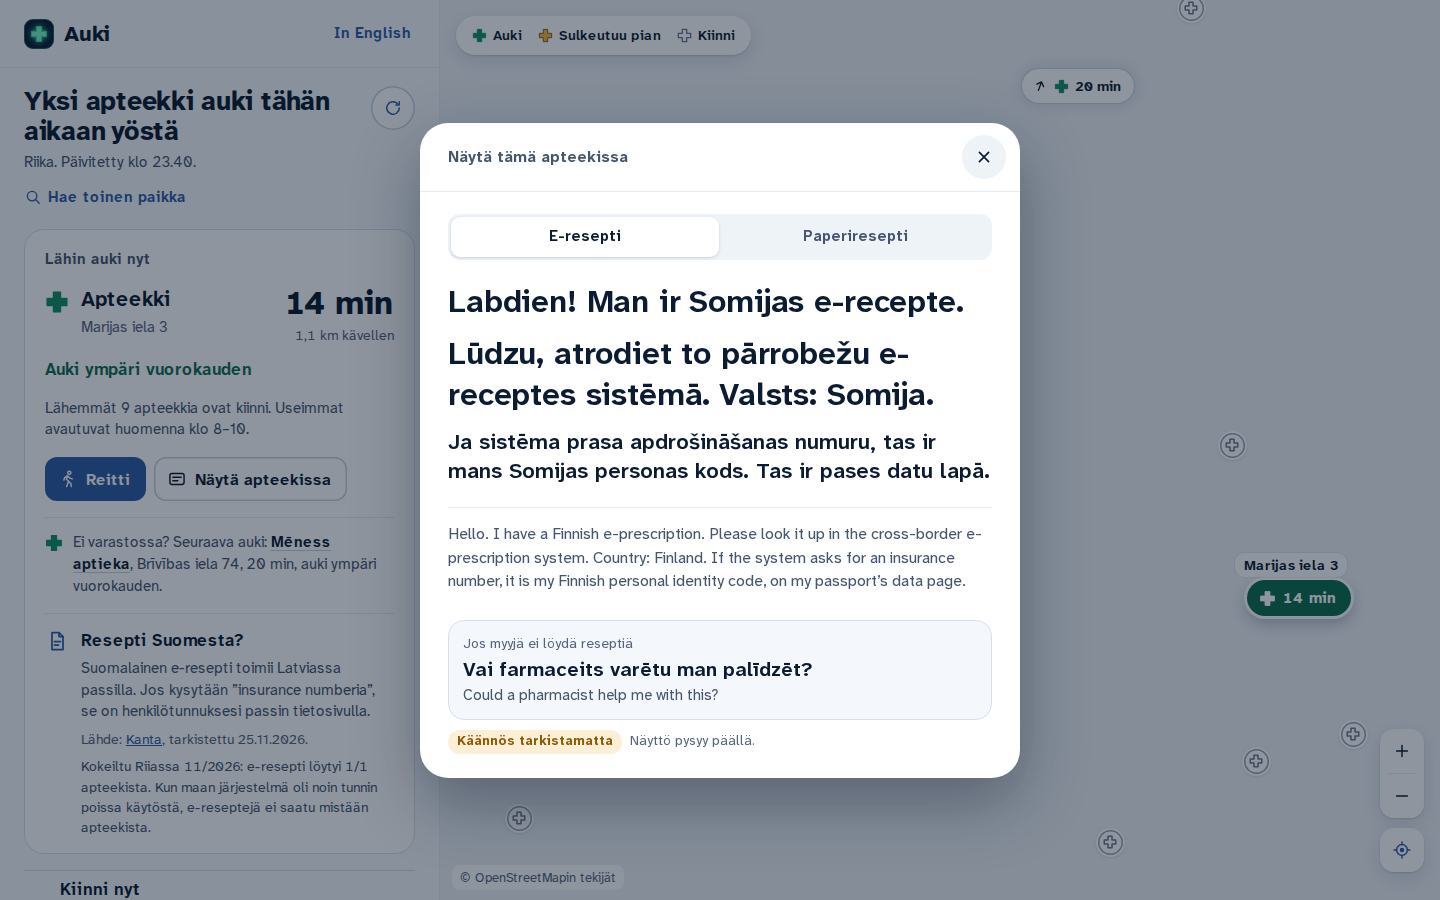 Auki
In English
Yksi apteekki auki tähän
aikaan yöstä
Riika. Päivitetty klo 23.40.
Hae toinen paikka
Lähin auki nyt
Apteekki
14 min
Marijas iela 3
1,1 km kävellen
Auki ympäri vuorokauden
Lähemmät 9 apteekkia ovat kiinni. Useimmat
avautuvat huomenna klo 8–10.
Reitti
Näytä apteekissa
Ei varastossa? Seuraava auki: Mēness
aptieka, Brīvības iela 74, 20 min, auki ympäri
vuorokauden.
Resepti Suomesta?
Suomalainen e-resepti toimii Latviassa
passilla. Jos kysytään ”insurance numberia”,
se on henkilötunnuksesi passin tietosivulla.
Lähde: Kanta, tarkistettu 25.11.2026.
Kokeiltu Riiassa 11/2026: e-resepti löytyi 1/1
apteekista. Kun maan järjestelmä oli noin tunnin
poissa käytöstä, e-reseptejä ei saatu mistään
apteekista.
Kiinni nyt
Auki
Sulkeutuu pian
Kiinni
20 min
Näytä tämä apteekissa
E-resepti
Paperiresepti
Labdien! Man ir Somijas e-recepte.
Lūdzu, atrodiet to pārrobežu e-
receptes sistēmā. Valsts: Somija.
Ja sistēma prasa apdrošināšanas numuru, tas ir
mans Somijas personas kods. Tas ir pases datu lapā.
Hello. I have a Finnish e-prescription. Please look it up in the cross-border e-
prescription system. Country: Finland. If the system asks for an insurance
number, it is my Finnish personal identity code, on my passport’s data page.
Jos myyjä ei löydä reseptiä
Vai farmaceits varētu man palīdzēt?
Could a pharmacist help me with this?
Käännös tarkistamatta
Näyttö pysyy päällä.
Marijas iela 3
14 min
+
−
© OpenStreetMapin tekijät